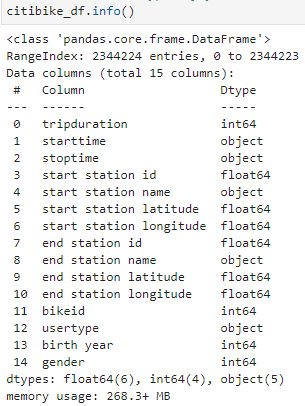 citibike_df.info()
<class 'pandas.core.frame.DataFrame'>
RangeIndex: 2344224 entries, 0 to 2344223
Data columns (total 15 columns):
 #   Column                   Dtype
---  ------                   -----
 0   tripduration             int64
 1   starttime                object
 2   stoptime                 object
 3   start station id         float64
 4   start station name       object
 5   start station latitude   float64
 6   start station longitude  float64
 7   end station id           float64
 8   end station name         object
 9   end station latitude     float64
 10  end station longitude    float64
 11  bikeid                   int64
 12  usertype                 object
 13  birth year               int64
 14  gender                   int64
dtypes: float64(6), int64(4), object(5)
memory usage: 268.3+ MB